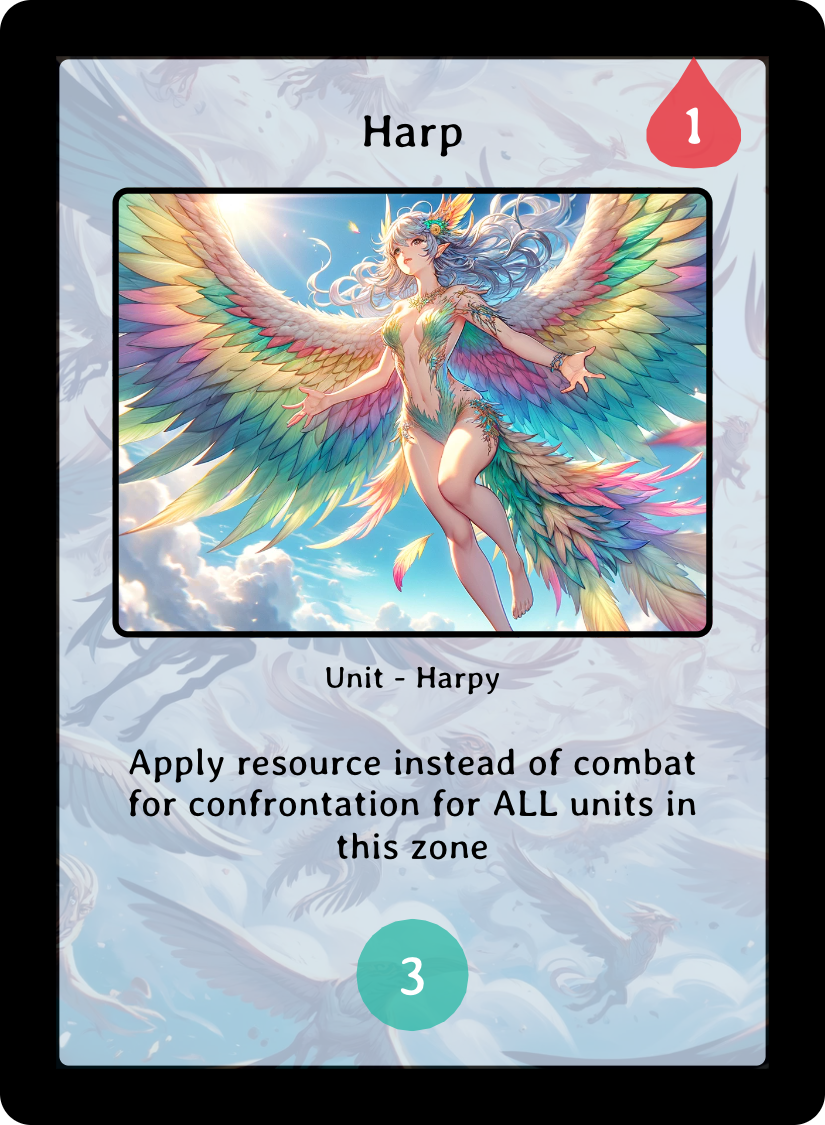 Harp
1
Unit - Harpy
Apply resource instead of combat
for confrontation for ALL units in
this zone
3